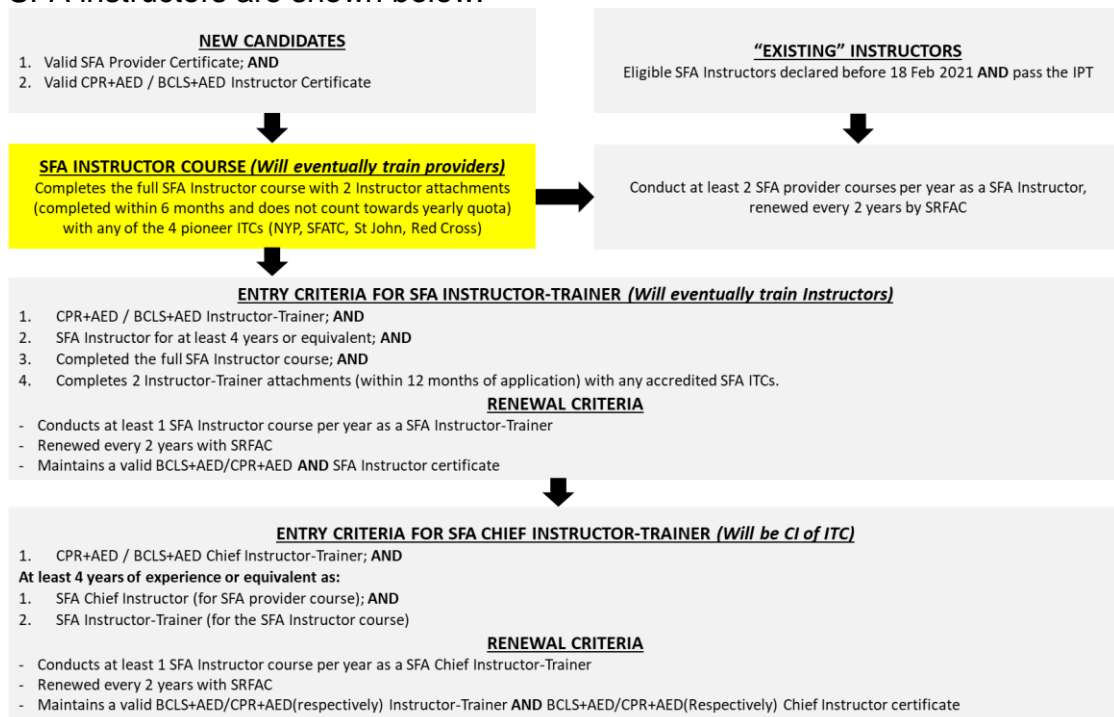 SFA instructors are shown below.
NEW CANDIDATES
1. Valid SFA Provider Certificate; AND
2. Valid CPR+AED / BCLS+AED Instructor Certificate
“EXISTING” INSTRUCTORS
Eligible SFA Instructors declared before 18 Feb 2021 AND pass the IPT
SFA INSTRUCTOR COURSE (Will eventually train providers)
Completes the full SFA Instructor course with 2 Instructor attachments
(completed within 6 months and does not count towards yearly quota)
with any of the 4 pioneer ITCs (NYP, SFATC, St John, Red Cross)
Conduct at least 2 SFA provider courses per year as a SFA Instructor,
renewed every 2 years by SRFAC
ENTRY CRITERIA FOR SFA INSTRUCTOR-TRAINER (Will eventually train Instructors)
1. CPR+AED / BCLS+AED Instructor-Trainer; AND
2. SFA Instructor for at least 4 years or equivalent; AND
3. Completed the full SFA Instructor course; AND
4. Completes 2 Instructor-Trainer attachments (within 12 months of application) with any accredited SFA ITCs.
RENEWAL CRITERIA
- Conducts at least 1 SFA Instructor course per year as a SFA Instructor-Trainer
- Renewed every 2 years with SRFAC
- Maintains a valid BCLS+AED/CPR+AED AND SFA Instructor certificate
ENTRY CRITERIA FOR SFA CHIEF INSTRUCTOR-TRAINER (Will be CI of ITC)
1. CPR+AED / BCLS+AED Chief Instructor-Trainer; AND
At least 4 years of experience or equivalent as:
1. SFA Chief Instructor (for SFA provider course); AND
2. SFA Instructor-Trainer (for the SFA Instructor course)
RENEWAL CRITERIA
- Conducts at least 1 SFA Instructor course per year as a SFA Chief Instructor-Trainer
- Renewed every 2 years with SRFAC
- Maintains a valid BCLS+AED/CPR+AED(respectively) Instructor-Trainer AND BCLS+AED/CPR+AED(Respectively) Chief Instructor certificate